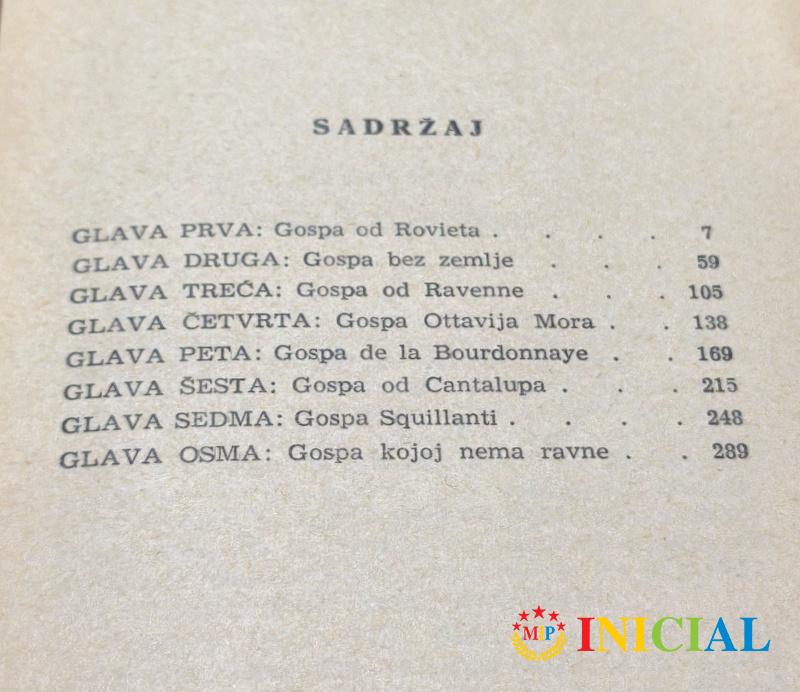 SADRŽAJ
GLAVA PRVA: Gospa od Rovieta . . . . 7
GLAVA DRUGA: Gospa bez zemlje . . . 59
GLAVA TREĆA: Gospa od Ravenne . . . 105
GLAVA ČETVRTA: Gospa Ottavija Mora . . 138
GLAVA PETA: Gospa de la Bourdonnaye . . 169
GLAVA ŠESTA: Gospa od Cantalupa . . . 215
GLAVA SEDMA: Gospa Squillanti . . . . 248
GLAVA OSMA: Gospa kojoj nema ravne . . 289
MIP INICIAL